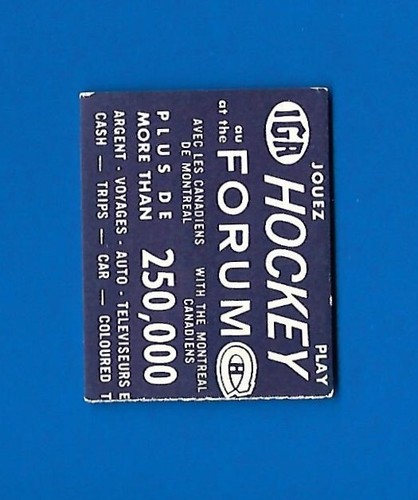 JOUEZ PLAY
IGA HOCKEY
au
at the
FORUM
AVEC LES CANADIENS
DE MONTREAL
WITH THE MONTREAL
CANADIENS
PLUS DE
MORE THAN
250,000
ARGENT - VOYAGES - AUTO - TELEVISEURS E
CASH — TRIPS — CAR — COLOURED T